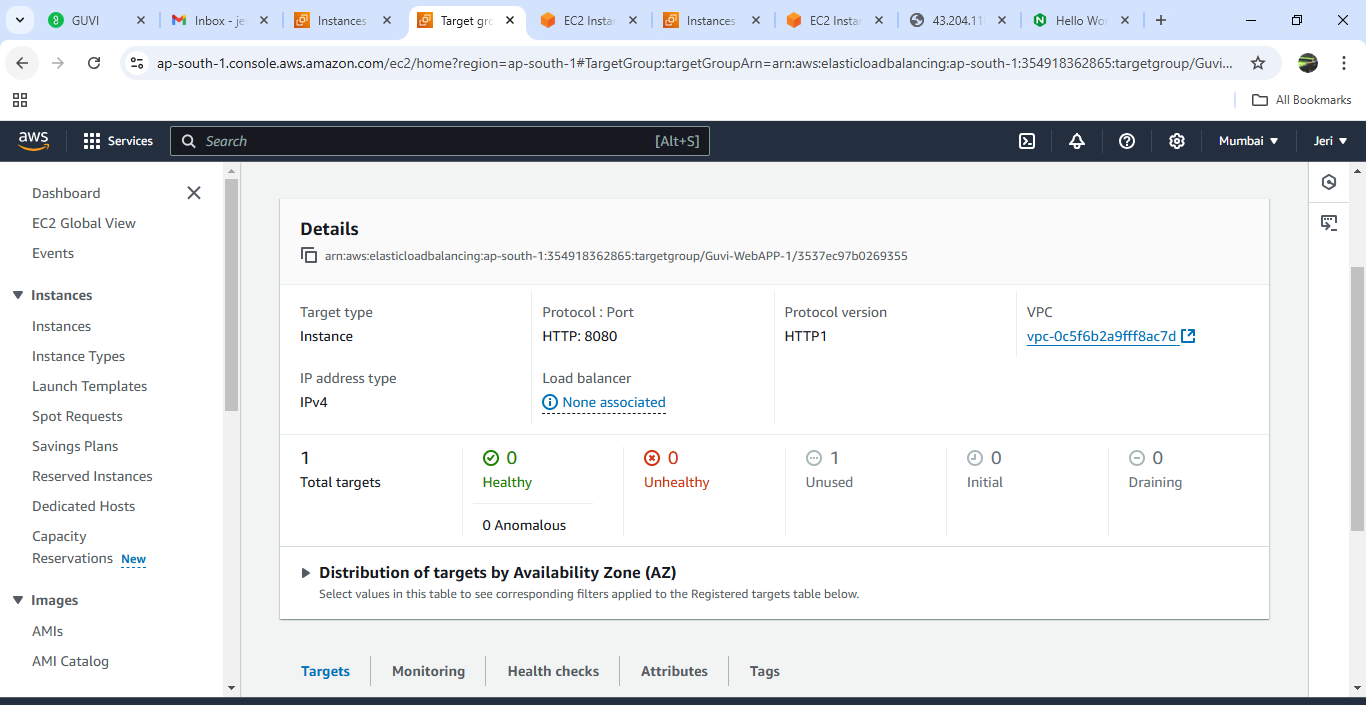 GUVI
Inbox - je
Instances
Target gro
EC2 Instan
Instances
EC2 Instan
43.204.11
Hello Wor
ap-south-1.console.aws.amazon.com/ec2/home?region=ap-south-1#TargetGroup:targetGroupArn=arn:aws:elasticloadbalancing:ap-south-1:354918362865:targetgroup/Guvi...
All Bookmarks
aws
Services
Search
[Alt+S]
Mumbai
Jeri
Dashboard
EC2 Global View
Events
Instances
Instances
Instance Types
Launch Templates
Spot Requests
Savings Plans
Reserved Instances
Dedicated Hosts
Capacity
Reservations New
Images
AMIs
AMI Catalog
Details
arn:aws:elasticloadbalancing:ap-south-1:354918362865:targetgroup/Guvi-WebAPP-1/3537ec97b0269355
Target type
Instance
Protocol : Port
HTTP: 8080
Protocol version
HTTP1
VPC
vpc-0c5f6b2a9fff8ac7d
IP address type
IPv4
Load balancer
None associated
1
Total targets
0
Healthy
0 Anomalous
0
Unhealthy
1
Unused
0
Initial
0
Draining
Distribution of targets by Availability Zone (AZ)
Select values in this table to see corresponding filters applied to the Registered targets table below.
Targets
Monitoring
Health checks
Attributes
Tags